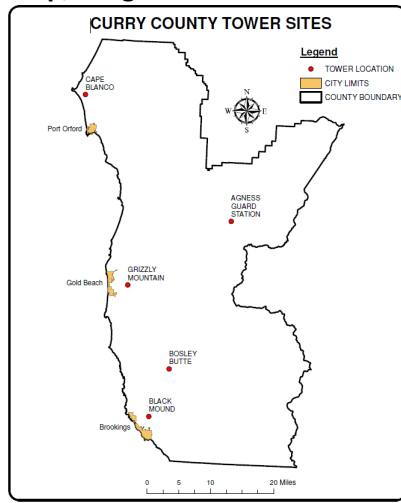 CURRY COUNTY TOWER SITES
Legend
TOWER LOCATION
CITY LIMITS
COUNTY BOUNDARY
N
W E
S
CAPE
BLANCO
Port Orford
AGNESS
GUARD
STATION
GRIZZLY
MOUNTAIN
Gold Beach
BOSLEY
BUTTE
BLACK
MOUND
Brookings
0 5 10 20 Miles